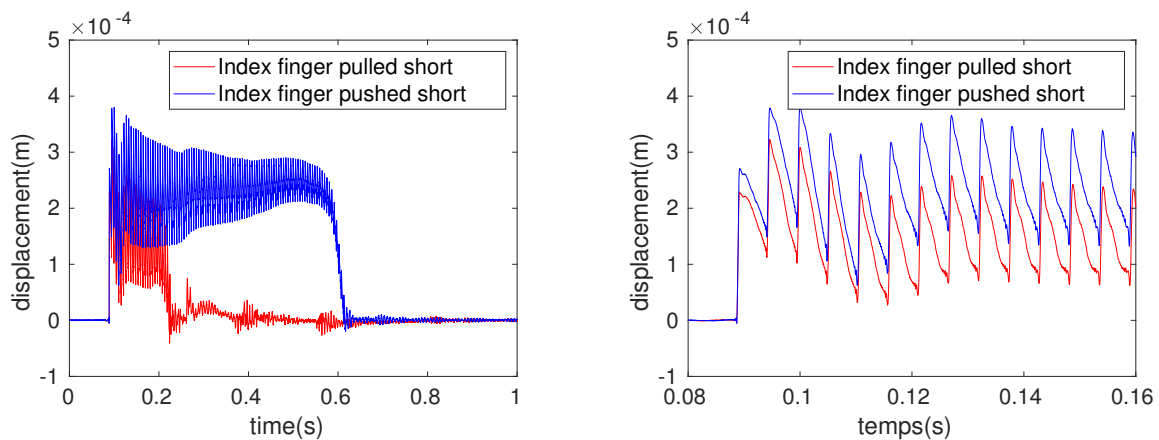 ×10⁻⁴
5
4
3
2
1
0
-1
displacement(m)
0 0.2 0.4 0.6 0.8 1
time(s)
Index finger pulled short
Index finger pushed short
×10⁻⁴
5
4
3
2
1
0
-1
displacement(m)
0.08 0.1 0.12 0.14 0.16
temps(s)
Index finger pulled short
Index finger pushed short